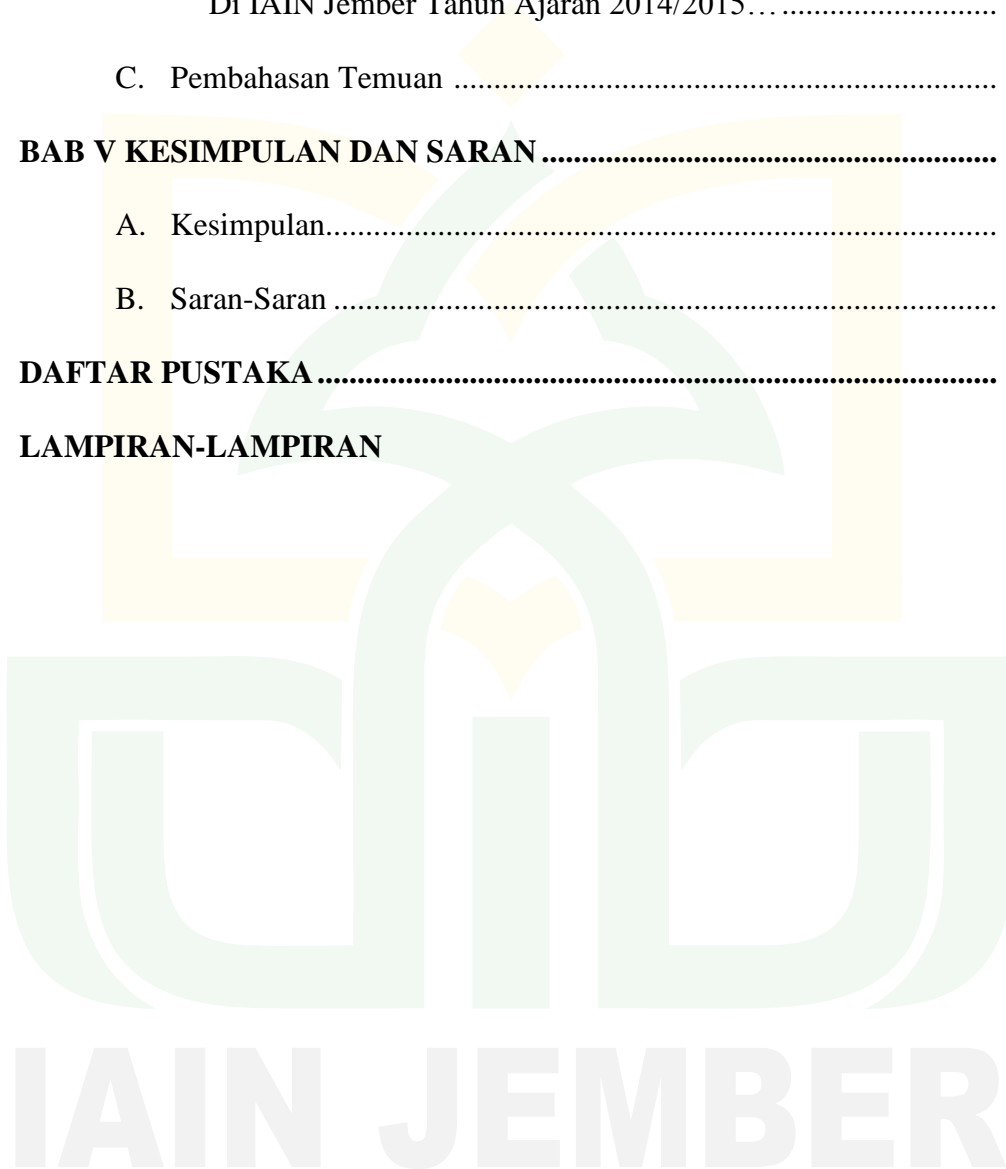 Di IAIN Jember Tahun Ajaran 2014/2015…...........................
C. Pembahasan Temuan ....................................................................
BAB V KESIMPULAN DAN SARAN.........................................................
A. Kesimpulan....................................................................................
B. Saran-Saran ...................................................................................
DAFTAR PUSTAKA.....................................................................................
LAMPIRAN-LAMPIRAN
IAIN JEMBER